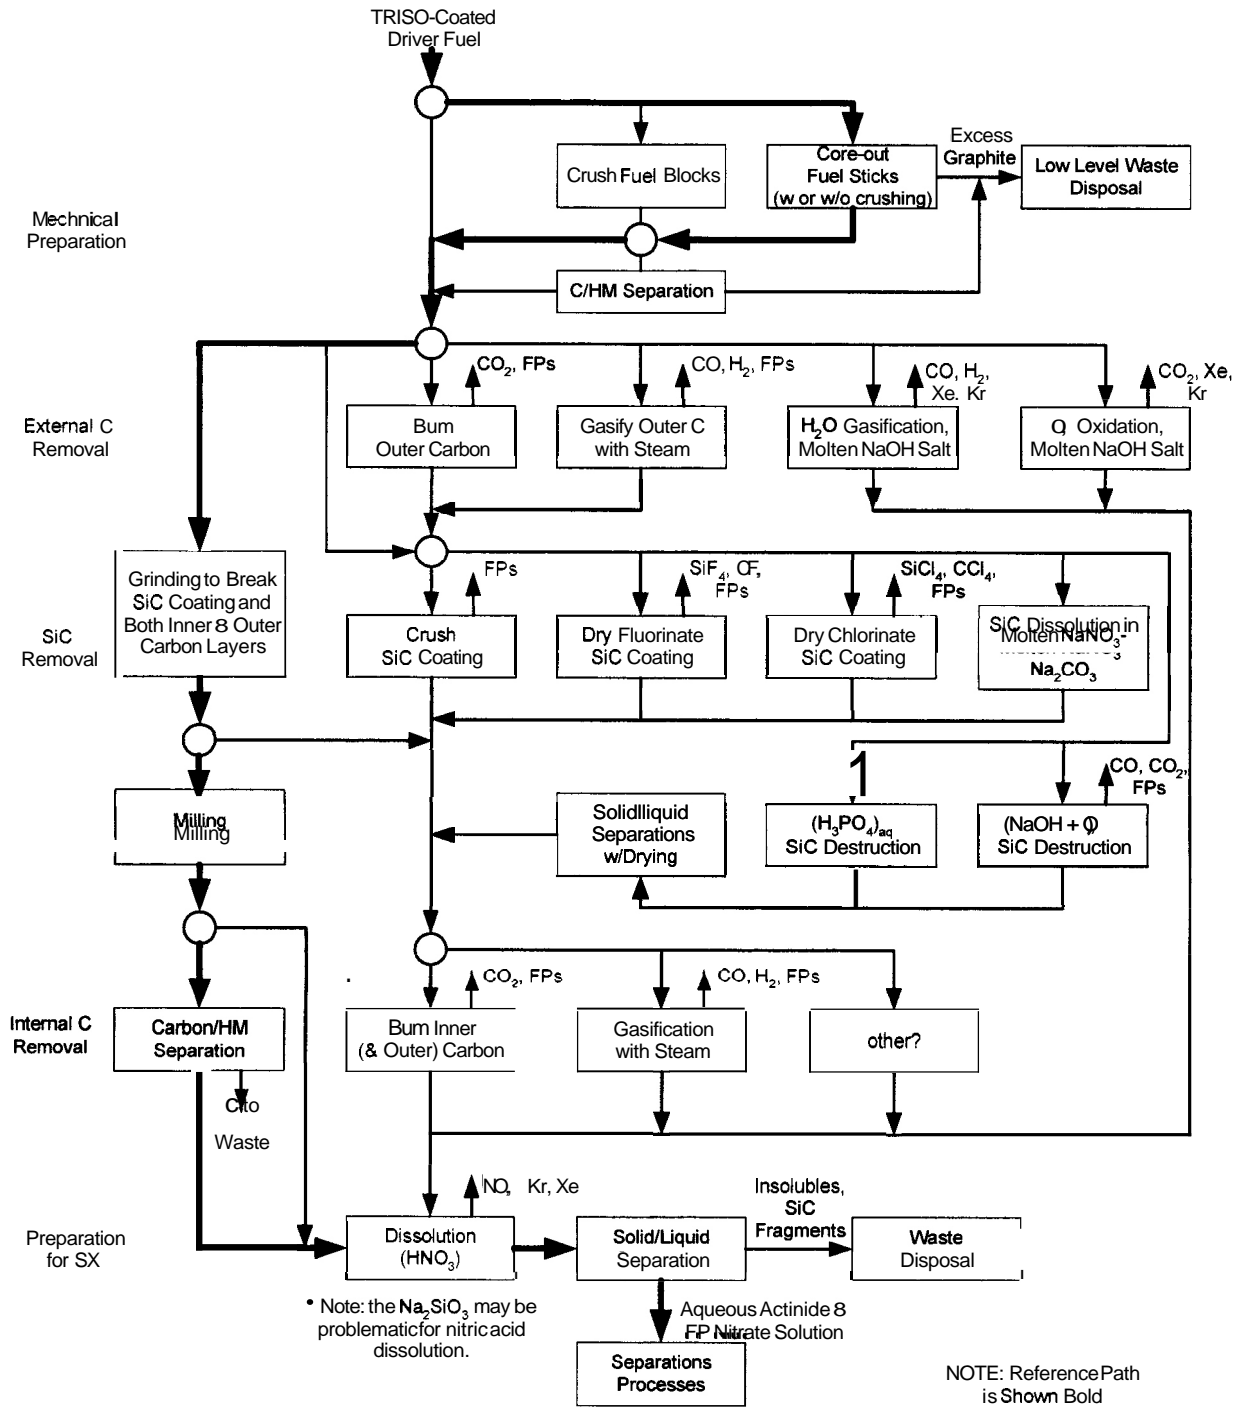 TRISO-Coated
Driver Fuel
Mechnical
Preparation
Crush Fuel Blocks
Core-out
Fuel Sticks
(w or w/o crushing)
Excess
Graphite
Low Level Waste
Disposal
C/HM Separation
External C
Removal
CO2, FPs
Bum
Outer Carbon
CO, H2, FPs
Gasify Outer C
with Steam
CO, H2,
Xe. Kr
H2O Gasification,
Molten NaOH Salt
CO2, Xe,
Kr
Oxidation,
Molten NaOH Salt
SiC
Removal
Grinding to Break
SiC Coating and
Both Inner 8 Outer
Carbon Layers
FPs
Crush
SiC Coating
SiF4, CF,
FPs
Dry Fluorinate
SiC Coating
SiCl4, CCl4,
FPs
Dry Chlorinate
SiC Coating
SiC Dissolution in
Molten NaNO3-
Na2CO3
Milling
Solidlliquid
Separations
w/Drying
1
(H3PO4)aq
SiC Destruction
CO, CO2,
FPs
(NaOH + O)
SiC Destruction
Internal C
Removal
Carbon/HM
Separation
C to
Waste
CO2, FPs
Bum Inner
(& Outer) Carbon
CO, H2, FPs
Gasification
with Steam
other?
Preparation
for SX
NO, Kr, Xe
Dissolution
(HNO3)
Solid/Liquid
Separation
Insolubles,
SiC
Fragments
Waste
Disposal
* Note: the Na2SiO3 may be
problematic for nitric acid
dissolution.
Aqueous Actinide 8
FP Nitrate Solution
Separations
Processes
NOTE: Reference Path
is Shown Bold